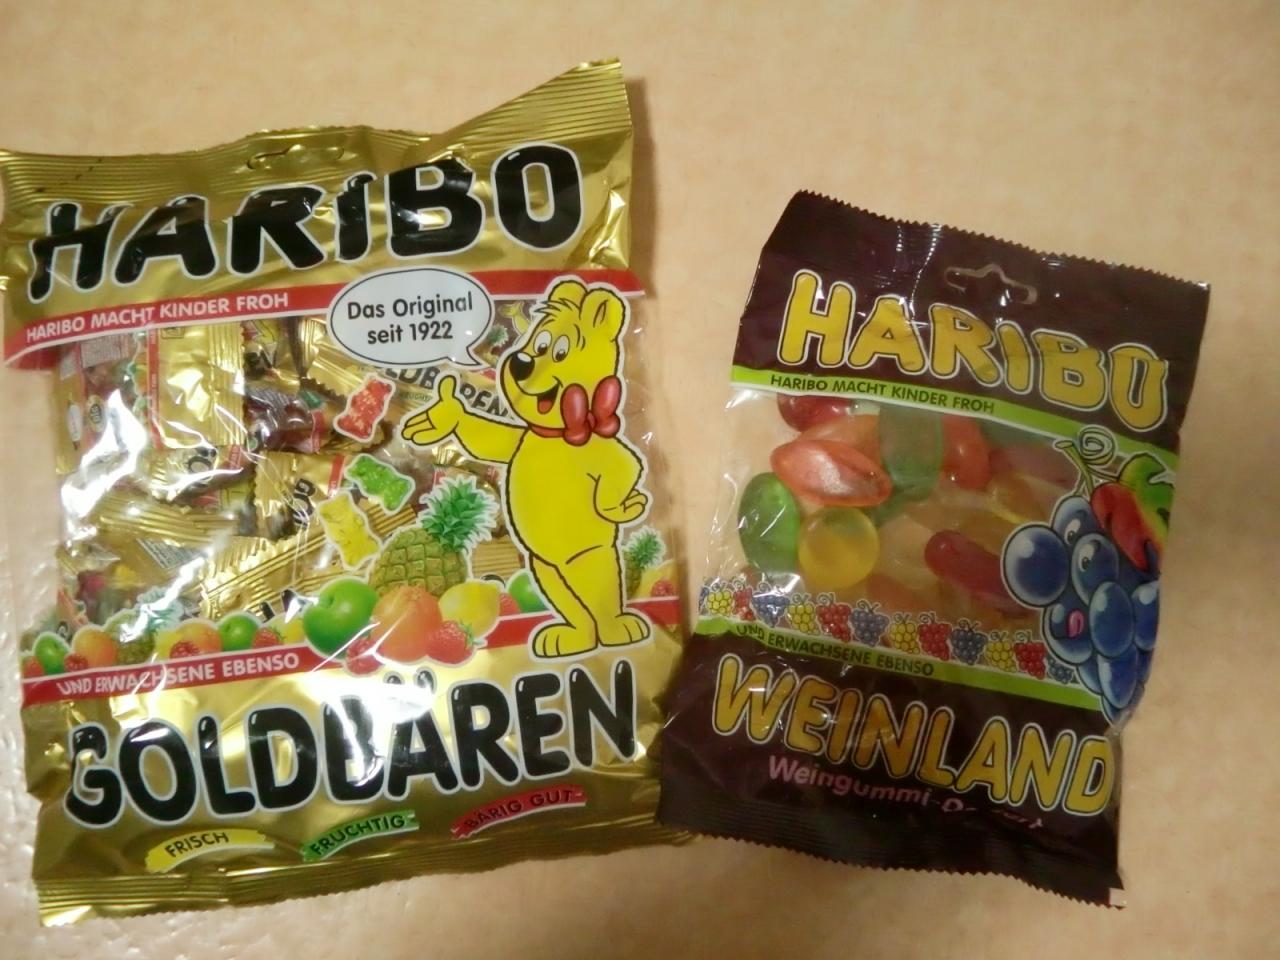 HARIBO
HARIBO MACHT KINDER FROH
Das Original
seit 1922
UND ERWACHSENE EBENSO
GOLDBÄREN
FRISCH
FRUCHTIG
BÄRIG GUT
HARIBO
HARIBO MACHT KINDER FROH
UND ERWACHSENE EBENSO
WEINLAND
Weingummi-